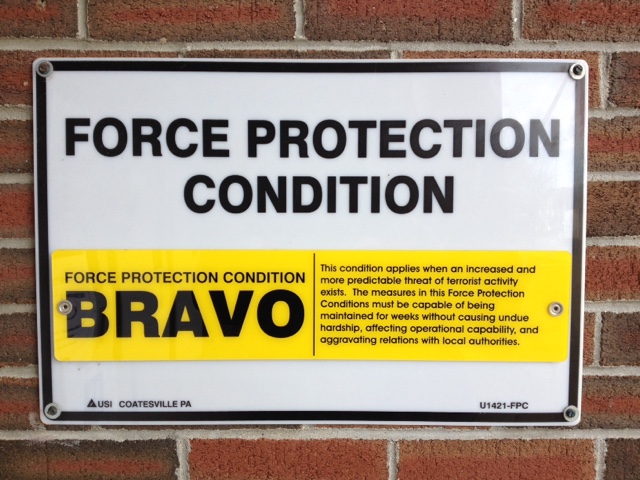 FORCE PROTECTION
CONDITION
FORCE PROTECTION CONDITION
BRAVO
This condition applies when an increased and
more predictable threat of terrorist activity
exists. The measures in this Force Protection
Conditions must be capable of being
maintained for weeks without causing undue
hardship, affecting operational capability, and
aggravating relations with local authorities.
USI COATESVILLE PA
U1421-FPC